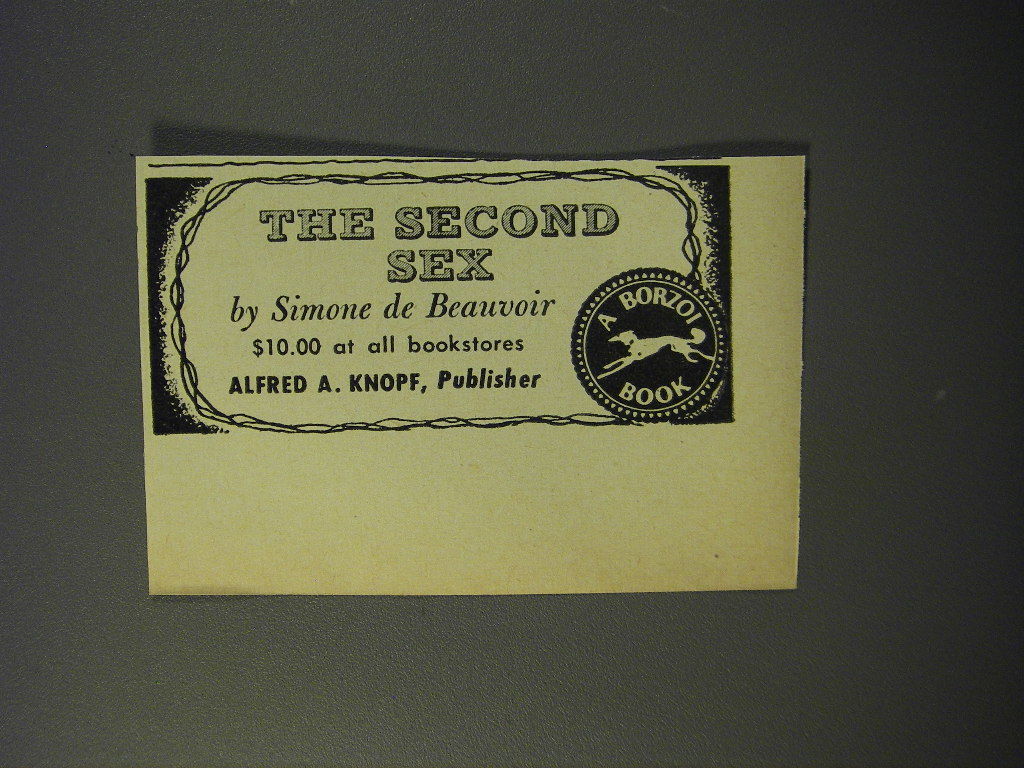 THE SECOND
SEX
by Simone de Beauvoir
$10.00 at all bookstores
ALFRED A. KNOPF, Publisher
A BORZOI
BOOK